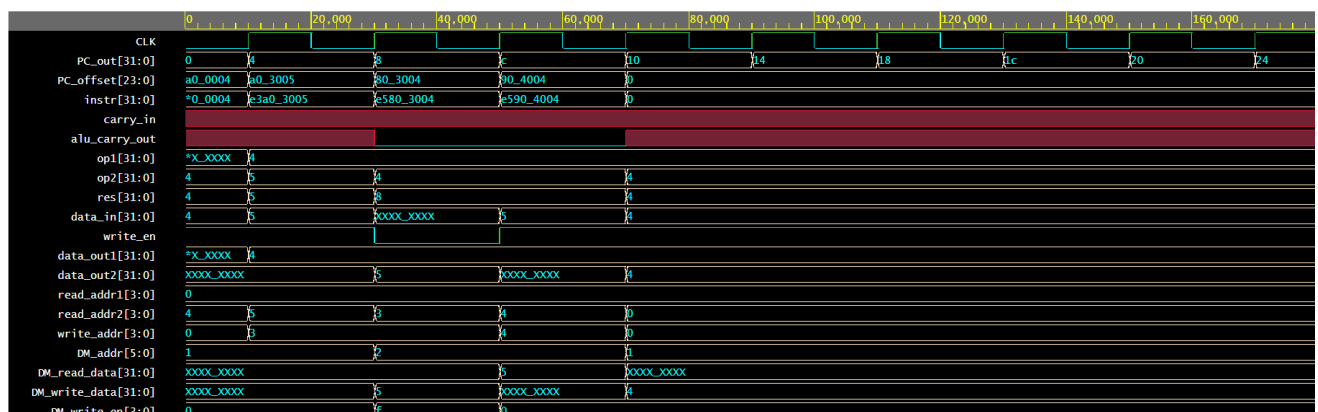 0 20,000 40,000 60,000 80,000 100,000 120,000 140,000 160,000
CLK
PC_out[31:0] 0 4 8 c 10 14 18 1c 20 24
PC_offset[23:0] a0_0004 a0_3005 80_3004 90_4004 0
instr[31:0] *0_0004 e3a0_3005 e580_3004 e590_4004 0
carry_in
alu_carry_out
op1[31:0] *X_XXXX 4
op2[31:0] 4 5 4 4
res[31:0] 4 5 8 4
data_in[31:0] 4 5 XXXX_XXXX 5 4
write_en
data_out1[31:0] *X_XXXX 4
data_out2[31:0] XXXX_XXXX 5 XXXX_XXXX 4
read_addr1[3:0] 0
read_addr2[3:0] 4 5 3 4 0
write_addr[3:0] 0 3 4 0
DM_addr[5:0] 1 2 1
DM_read_data[31:0] XXXX_XXXX 5 XXXX_XXXX
DM_write_data[31:0] XXXX_XXXX 5 XXXX_XXXX 4
DM_write_en[3:0] 0 f 0